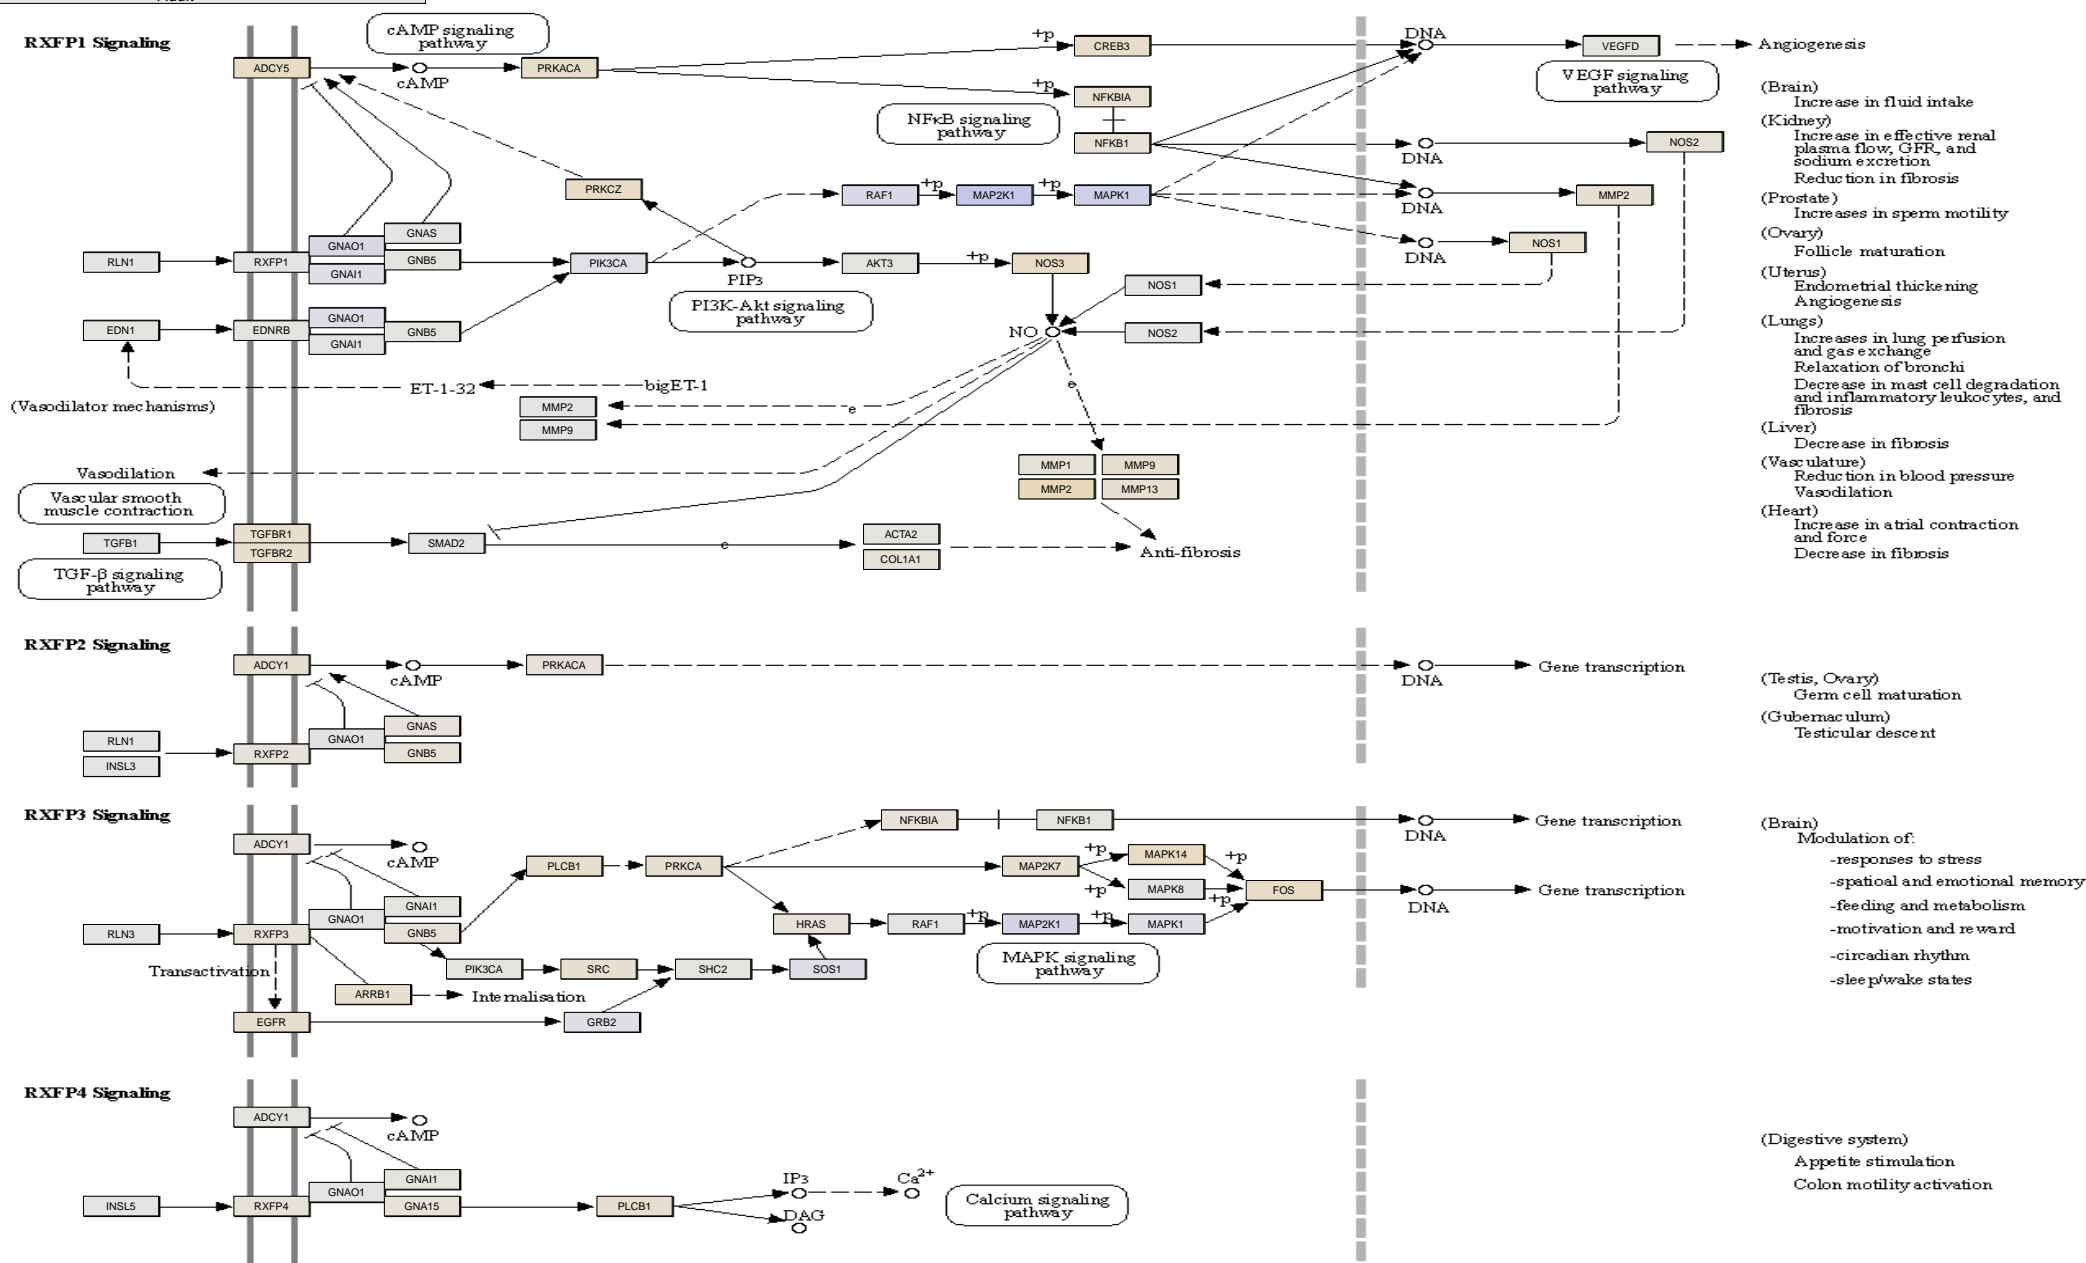 RXFP1 Signaling
cAMP signaling
pathway
ADCY5
cAMP
PRKACA
+p
CREB3
DNA
VEGFD
Angiogenesis
VEGF signaling
pathway
+p
NFKBIA
NFκB signaling
pathway
NFKB1
DNA
NOS2
PRKCZ
RAF1
+p
MAP2K1
+p
MAPK1
DNA
MMP2
GNAO1
GNAS
RLN1
RXFP1
GNAI1
GNB5
PIK3CA
PIP3
AKT3
+p
NOS3
DNA
NOS1
PI3K-Akt signaling
pathway
NOS1
EDN1
EDNRB
GNAO1
GNAI1
GNB5
NO
NOS2
ET-1-32
bigET-1
e
(Vasodilator mechanisms)
MMP2
MMP9
e
Vasodilation
Vascular smooth
muscle contraction
MMP1
MMP9
MMP2
MMP13
TGFB1
TGFBR1
TGFBR2
SMAD2
e
ACTA2
COL1A1
Anti-fibrosis
TGF-β signaling
pathway
(Brain)
Increase in fluid intake
(Kidney)
Increase in effective renal
plasma flow, GFR, and
sodium excretion
Reduction in fibrosis
(Prostate)
Increases in sperm motility
(Ovary)
Follicle maturation
(Uterus)
Endometrial thickening
Angiogenesis
(Lungs)
Increases in lung perfusion
and gas exchange
Relaxation of bronchi
Decrease in mast cell degradation
and inflammatory leukocytes, and
fibrosis
(Liver)
Decrease in fibrosis
(Vasculature)
Reduction in blood pressure
Vasodilation
(Heart)
Increase in atrial contraction
and force
Decrease in fibrosis
RXFP2 Signaling
ADCY1
cAMP
PRKACA
DNA
Gene transcription
RLN1
INSL3
RXFP2
GNAO1
GNAS
GNB5
(Testis, Ovary)
Germ cell maturation
(Gubernaculum)
Testicular descent
RXFP3 Signaling
ADCY1
cAMP
NFKBIA
NFKB1
DNA
Gene transcription
PLCB1
PRKCA
MAP2K7
+p
MAPK14
+p
+p
MAPK8
FOS
DNA
Gene transcription
RLN3
RXFP3
GNAO1
GNAI1
GNB5
HRAS
RAF1
+p
MAP2K1
+p
MAPK1
+p
MAPK signaling
pathway
Transactivation
PIK3CA
SRC
SHC2
SOS1
ARRB1
Internalisation
EGFR
GRB2
(Brain)
Modulation of:
-responses to stress
-spatioal and emotional memory
-feeding and metabolism
-motivation and reward
-circadian rhythm
-sleep/wake states
RXFP4 Signaling
ADCY1
cAMP
INSL5
RXFP4
GNAO1
GNAI1
GNA15
PLCB1
IP3
Ca2+
DAG
Calcium signaling
pathway
(Digestive system)
Appetite stimulation
Colon motility activation